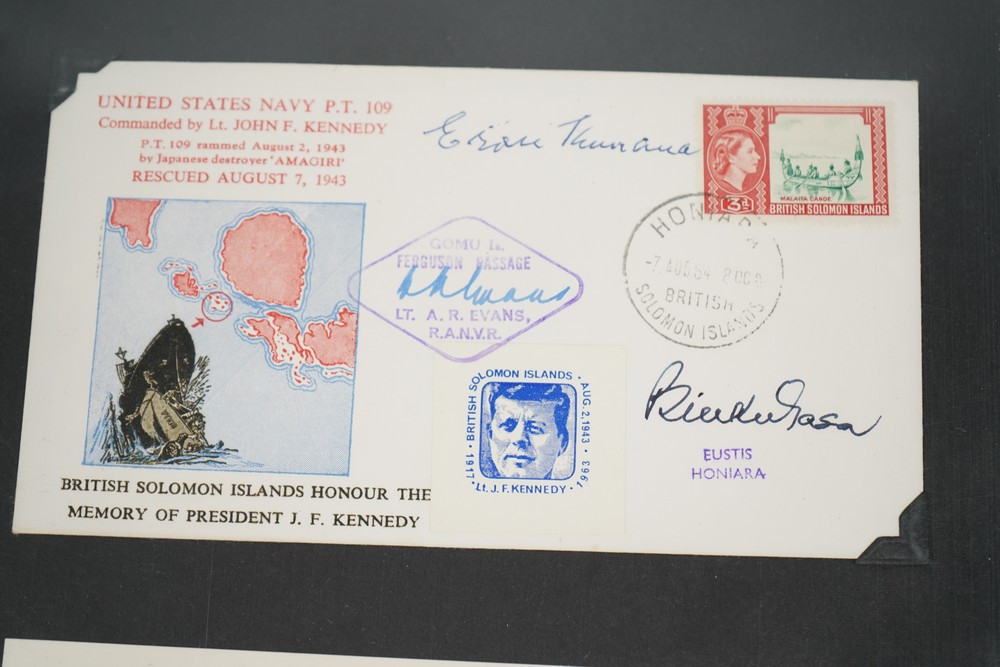 UNITED STATES NAVY P.T. 109
Commanded by Lt. JOHN F. KENNEDY
P.T. 109 rammed August 2, 1943
by Japanese destroyer 'AMAGIRI'
RESCUED AUGUST 7, 1943
3d
MALAITA CANOE
BRITISH SOLOMON ISLANDS
HONIARA
-7 AUG 64
BRITISH
SOLOMON ISLANDS
GOMU Is.
FERGUSON PASSAGE
LT. A. R. EVANS,
R.A.N.V.R.
1917 · BRITISH SOLOMON ISLANDS · AUG. 2, 1943 · 1963
· Lt. J. F. KENNEDY ·
EUSTIS
HONIARA
BRITISH SOLOMON ISLANDS HONOUR THE
MEMORY OF PRESIDENT J. F. KENNEDY